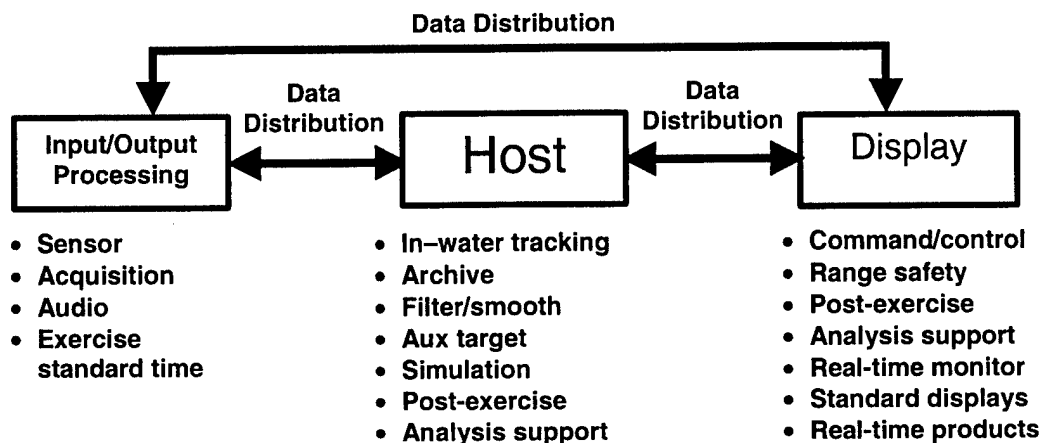 Data Distribution
Data
Distribution
Data
Distribution
Input/Output
Processing
Host
Display
• Sensor
• Acquisition
• Audio
• Exercise
standard time
• In–water tracking
• Archive
• Filter/smooth
• Aux target
• Simulation
• Post-exercise
• Analysis support
• Command/control
• Range safety
• Post-exercise
• Analysis support
• Real-time monitor
• Standard displays
• Real-time products